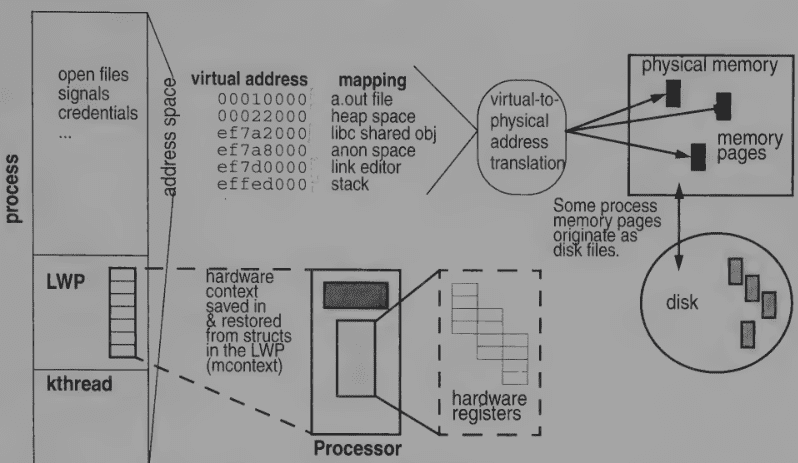 process
open files
signals
credentials
...
address space
virtual address mapping
00010000 a.out file
00022000 heap space
ef7a2000 libc shared obj
ef7a8000 anon space
ef7d0000 link editor
effed000 stack
virtual-to-
physical
address
translation
physical memory
memory
pages
Some process
memory pages
originate as
disk files.
disk
LWP
hardware
context
saved in
& restored
from structs
in the LWP
(mcontext)
Processor
hardware
registers
kthread